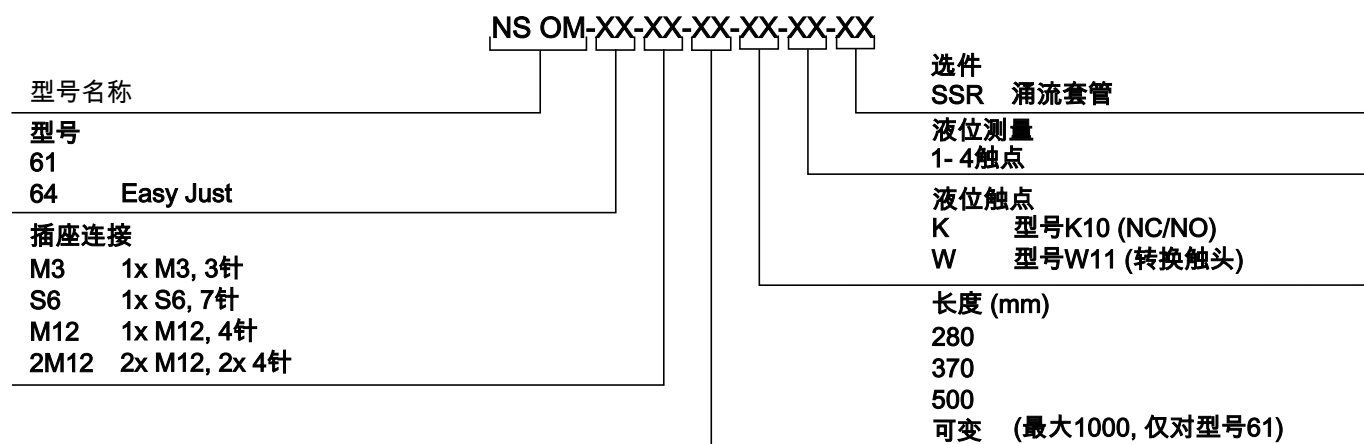 NS OM-XX-XX-XX-XX-XX-XX
型号名称
型号
61
64 Easy Just
插座连接
M3 1x M3, 3针
S6 1x S6, 7针
M12 1x M12, 4针
2M12 2x M12, 2x 4针
选件
SSR 涌流套管
液位测量
1- 4触点
液位触点
K 型号K10 (NC/NO)
W 型号W11 (转换触头)
长度 (mm)
280
370
500
可变 (最大1000, 仅对型号61)